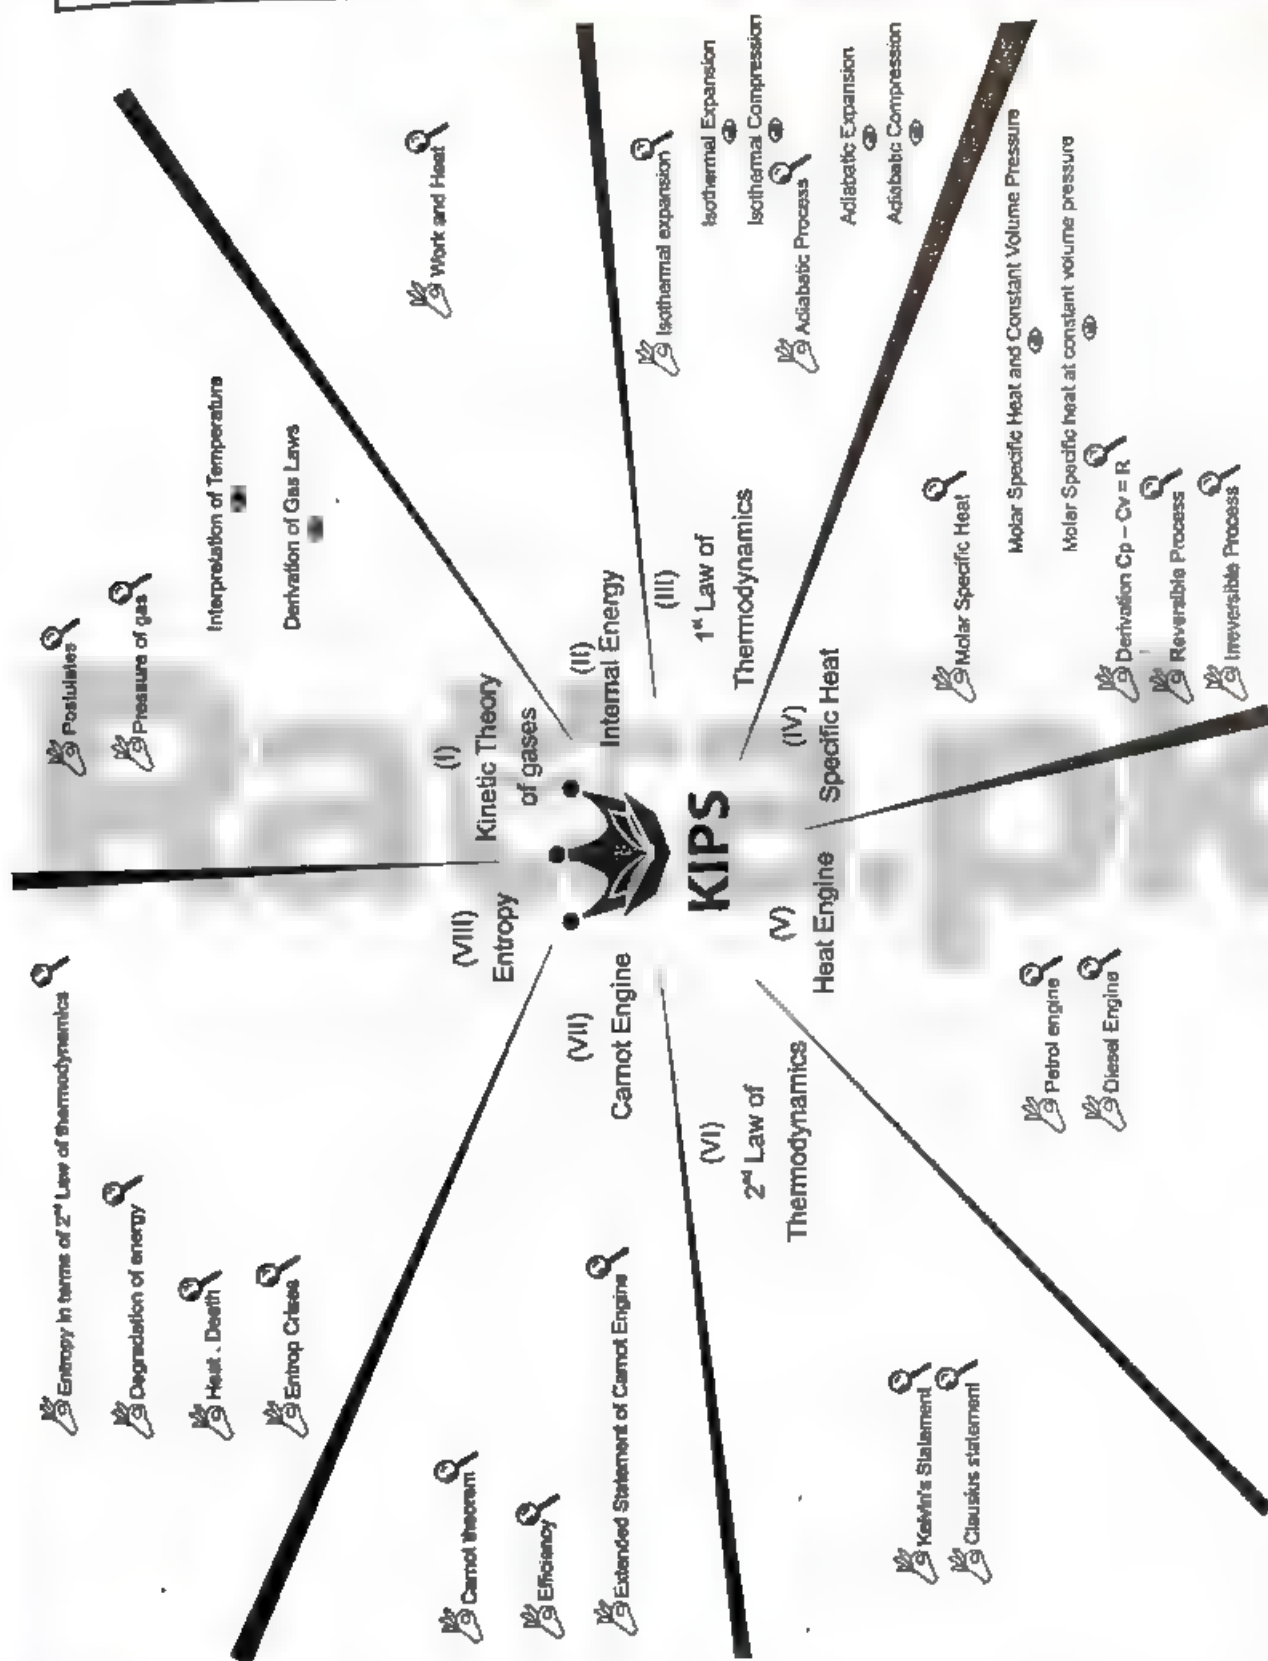 (I)
Kinetic Theory
of gases
Postulates
Pressure of gas
Interpretation of Temperature
Derivation of Gas Laws
(II)
Internal Energy
Work and Heat
(III)
1st Law of
Thermodynamics
Isothermal expansion
Isothermal Expansion
Isothermal Compression
Adiabatic Process
Adiabatic Expansion
Adiabatic Compression
(IV)
Specific Heat
Molar Specific Heat
Molar Specific Heat and Constant Volume Pressure
Molar Specific heat at constant volume pressure
Derivation Cp – Cv = R
Reversible Process
Irreversible Process
(V)
Heat Engine
Petrol engine
Diesel Engine
(VI)
2nd Law of
Thermodynamics
Kelvin's Statement
Clausius statement
(VII)
Carnot Engine
Carnot theorem
Efficiency
Extended Statement of Carnot Engine
(VIII)
Entropy
Entropy in terms of 2nd Law of thermodynamics
Degradation of energy
Heat . Death
Entrop Crises
KIPS